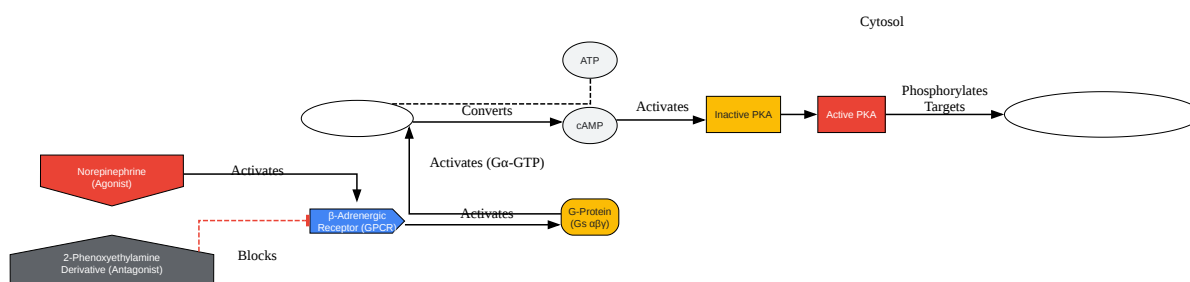 Cytosol
ATP
Converts
cAMP
Activates
Inactive PKA
Active PKA
Phosphorylates
Targets
Activates (Gα-GTP)
Norepinephrine
(Agonist)
Activates
β-Adrenergic
Receptor (GPCR)
Activates
G-Protein
(Gs αβγ)
2-Phenoxyethylamine
Derivative (Antagonist)
Blocks